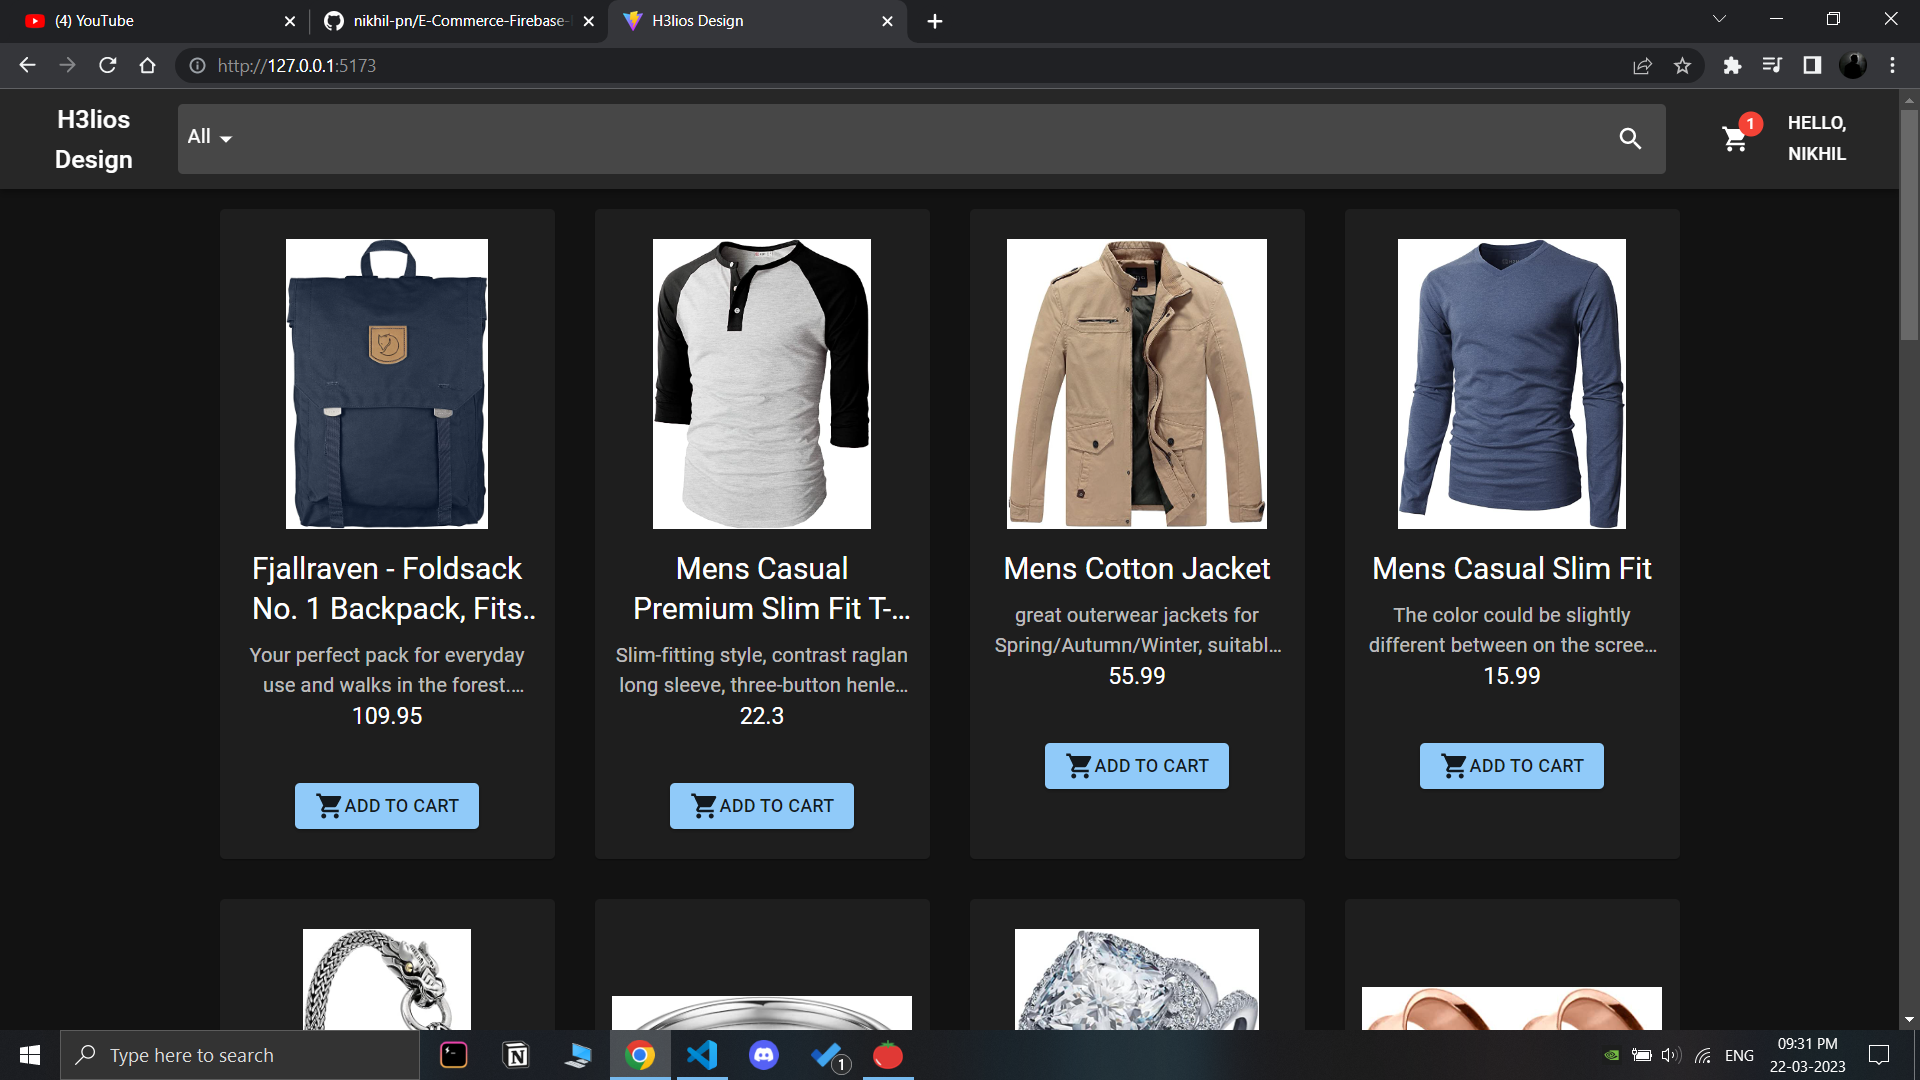 (4) YouTube
nikhil-pn/E-Commerce-Firebase-
H3lios Design
http://127.0.0.1:5173
H3lios
Design
All
1
HELLO,
NIKHIL
Fjallraven - Foldsack
No. 1 Backpack, Fits..
Your perfect pack for everyday
use and walks in the forest....
109.95
ADD TO CART
Mens Casual
Premium Slim Fit T-...
Slim-fitting style, contrast raglan
long sleeve, three-button henle...
22.3
ADD TO CART
Mens Cotton Jacket
great outerwear jackets for
Spring/Autumn/Winter, suitabl...
55.99
ADD TO CART
Mens Casual Slim Fit
The color could be slightly
different between on the scree...
15.99
ADD TO CART
Type here to search
1
ENG
09:31 PM
22-03-2023